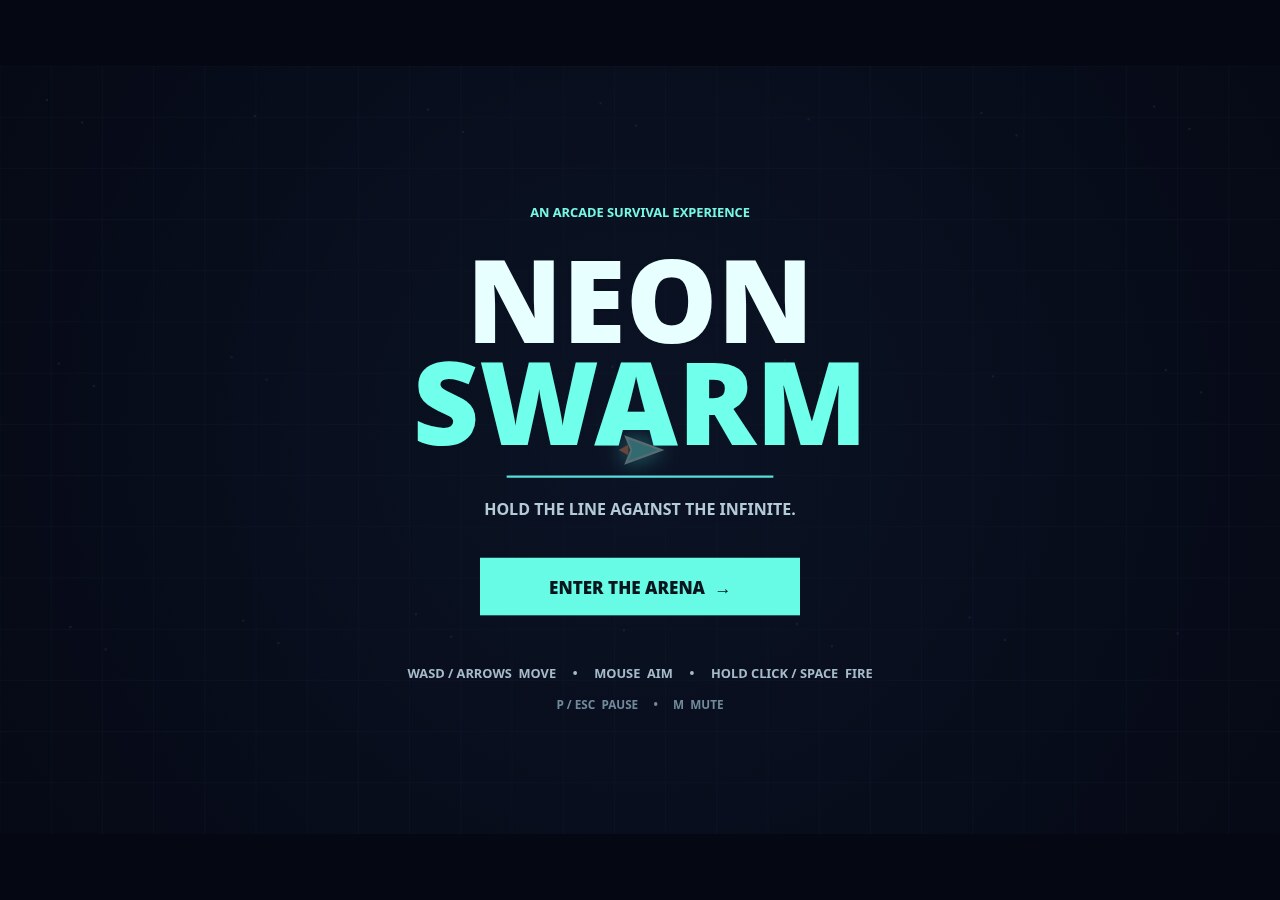 AN ARCADE SURVIVAL EXPERIENCE
NEON
SWARM
HOLD THE LINE AGAINST THE INFINITE.
ENTER THE ARENA →
WASD / ARROWS MOVE • MOUSE AIM • HOLD CLICK / SPACE FIRE
P / ESC PAUSE • M MUTE